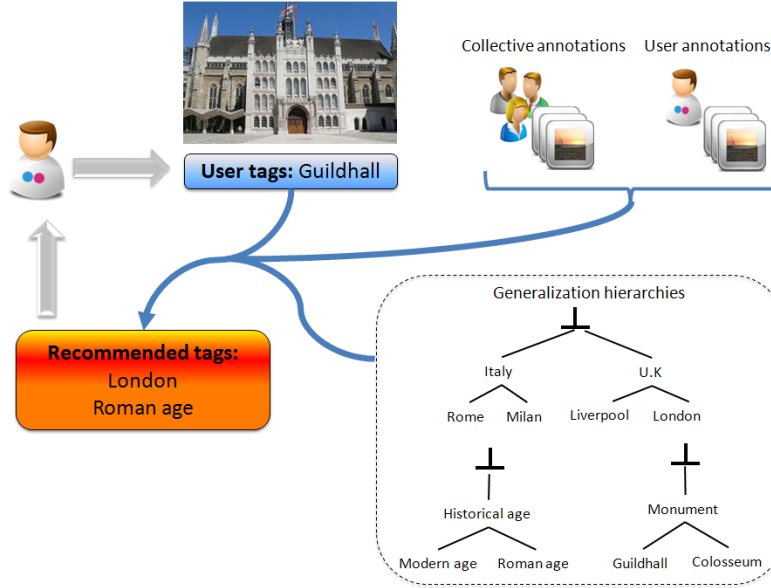 Collective annotations
User annotations
User tags: Guildhall
Generalization hierarchies
Recommended tags:
London
Roman age
Italy
U.K
Rome
Milan
Liverpool
London
Historical age
Monument
Modern age
Roman age
Guildhall
Colosseum